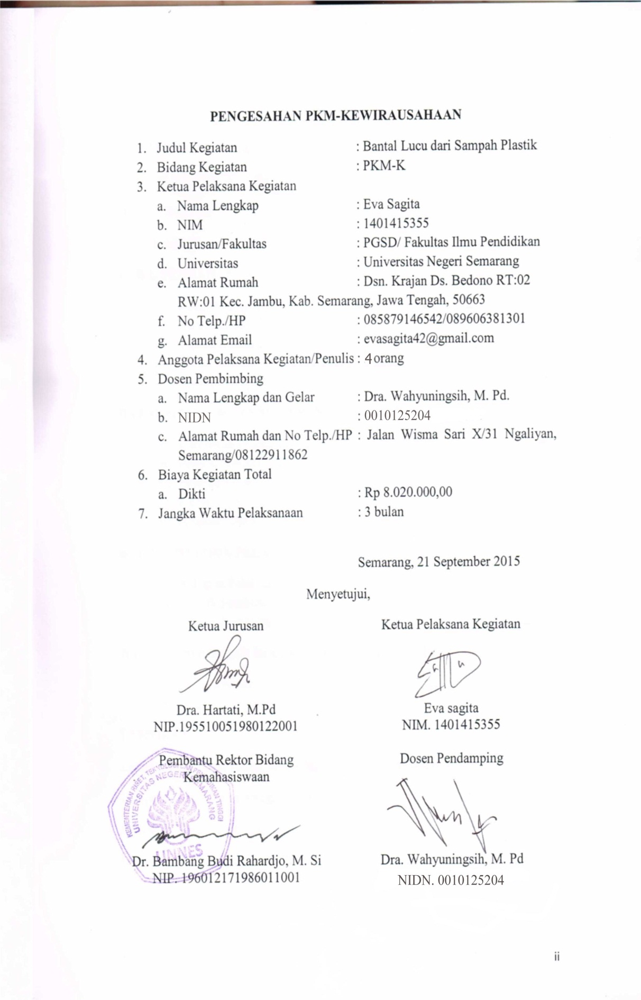 PENGESAHAN PKM-KEWIRAUSAHAAN
1. Judul Kegiatan : Bantal Lucu dari Sampah Plastik
2. Bidang Kegiatan : PKM-K
3. Ketua Pelaksana Kegiatan
a. Nama Lengkap : Eva Sagita
b. NIM : 1401415355
c. Jurusan/Fakultas : PGSD/ Fakultas Ilmu Pendidikan
d. Universitas : Universitas Negeri Semarang
e. Alamat Rumah : Dsn. Krajan Ds. Bedono RT:02
RW:01 Kec. Jambu, Kab. Semarang, Jawa Tengah, 50663
f. No Telp./HP : 085879146542/089606381301
g. Alamat Email : evasagita42@gmail.com
4. Anggota Pelaksana Kegiatan/Penulis : 4 orang
5. Dosen Pembimbing
a. Nama Lengkap dan Gelar : Dra. Wahyuningsih, M. Pd.
b. NIDN : 0010125204
c. Alamat Rumah dan No Telp./HP : Jalan Wisma Sari X/31 Ngaliyan,
Semarang/08122911862
6. Biaya Kegiatan Total
a. Dikti : Rp 8.020.000,00
7. Jangka Waktu Pelaksanaan : 3 bulan
Semarang, 21 September 2015
Menyetujui,
Ketua Jurusan
Dra. Hartati, M.Pd
NIP.195510051980122001
Ketua Pelaksana Kegiatan
Eva sagita
NIM. 1401415355
Pembantu Rektor Bidang
Kemahasiswaan
KEMENTERIAN RISET, TEKNOLOGI DAN PENDIDIKAN TINGGI
UNIVERSITAS NEGERI SEMARANG
UNNES
Dr. Bambang Budi Rahardjo, M. Si
NIP. 196012171986011001
Dosen Pendamping
Dra. Wahyuningsih, M. Pd
NIDN. 0010125204
ii